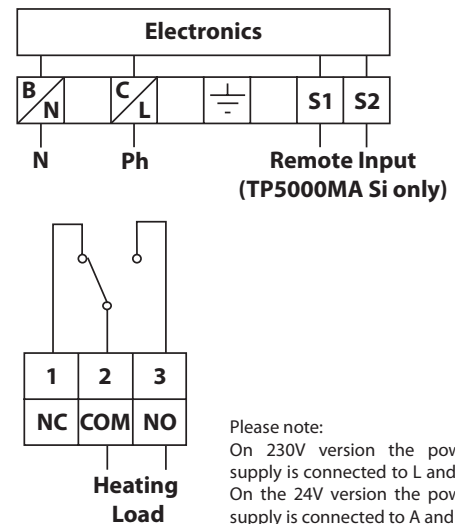 Electronics
B N C L S1 S2
N Ph Remote Input
(TP5000MA Si only)
1 2 3
NC COM NO
Heating
Load
Please note:
On 230V version the
supply is connected to L and
On the 24V version the
supply is connected to A and